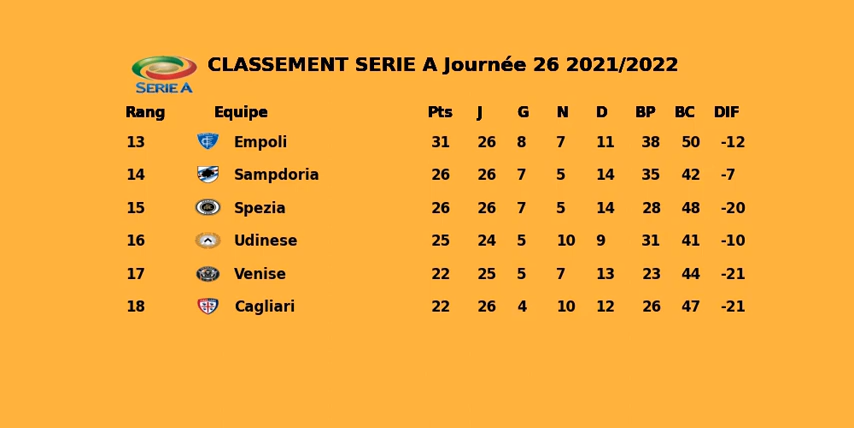 CLASSEMENT SERIE A Journée 26 2021/2022
SERIE A
Rang Equipe Pts J G N D BP BC DIF
13 Empoli 31 26 8 7 11 38 50 -12
14 Sampdoria 26 26 7 5 14 35 42 -7
15 Spezia 26 26 7 5 14 28 48 -20
16 Udinese 25 24 5 10 9 31 41 -10
17 Venise 22 25 5 7 13 23 44 -21
18 Cagliari 22 26 4 10 12 26 47 -21